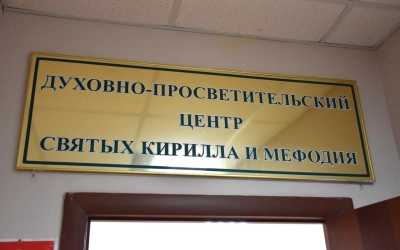 ДУХОВНО-ПРОСВЕТИТЕЛЬСКИЙ
ЦЕНТР
СВЯТЫХ КИРИЛЛА И МЕФОДИЯ